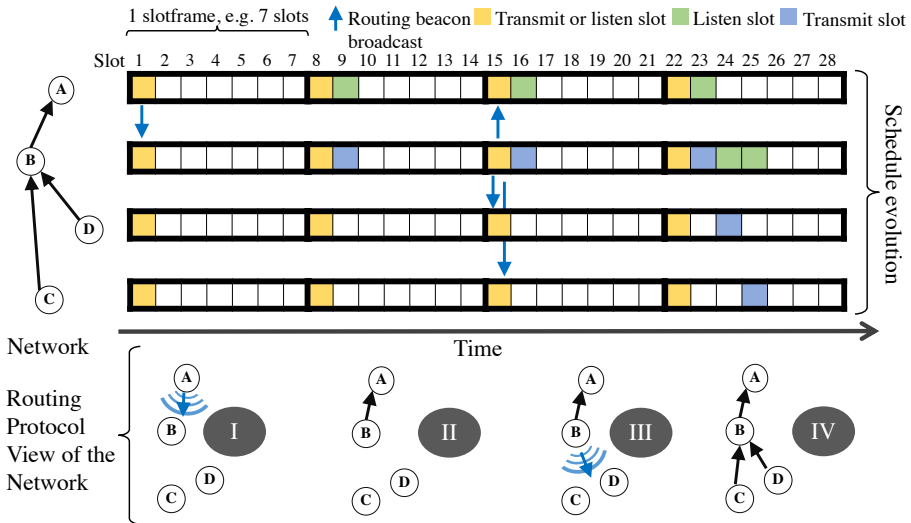 1 slotframe, e.g. 7 slots
Routing beacon
broadcast
Transmit or listen slot
Listen slot
Transmit slot
Slot 1 2 3 4 5 6 7 8 9 10 11 12 13 14 15 16 17 18 19 20 21 22 23 24 25 26 27 28
A
B
D
C
Schedule evolution
Network
Time
Routing
Protocol
View of the
Network
A
B
C
D
I
A
B
C
D
II
A
B
C
D
III
A
B
C
D
IV